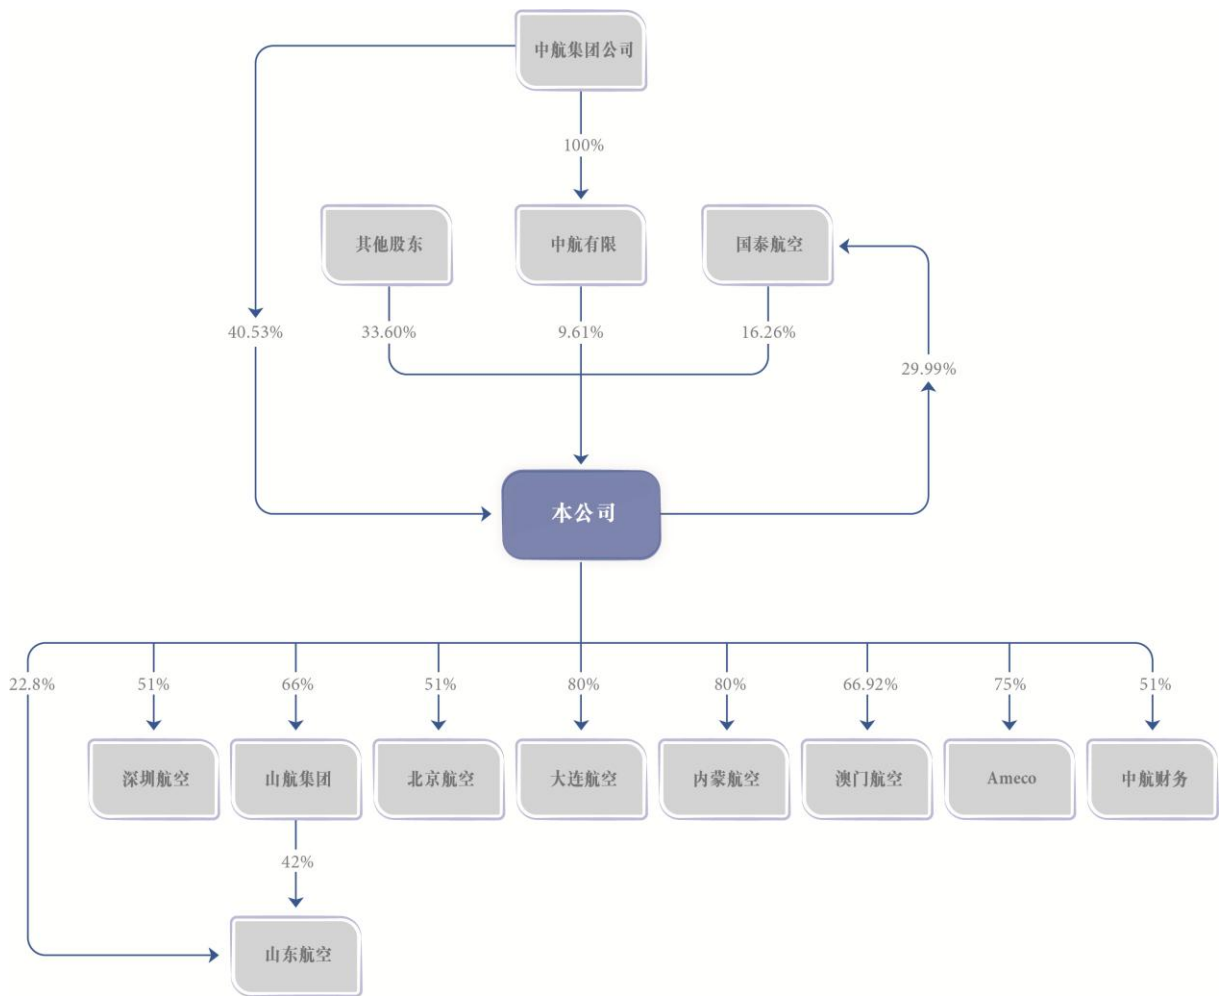 中航集团公司
100%
其他股东
中航有限
国泰航空
40.53%
33.60%
9.61%
16.26%
29.99%
本公司
22.8%
51%
66%
51%
80%
80%
66.92%
75%
51%
深圳航空
山航集团
北京航空
大连航空
内蒙航空
澳门航空
Ameco
中航财务
42%
山东航空